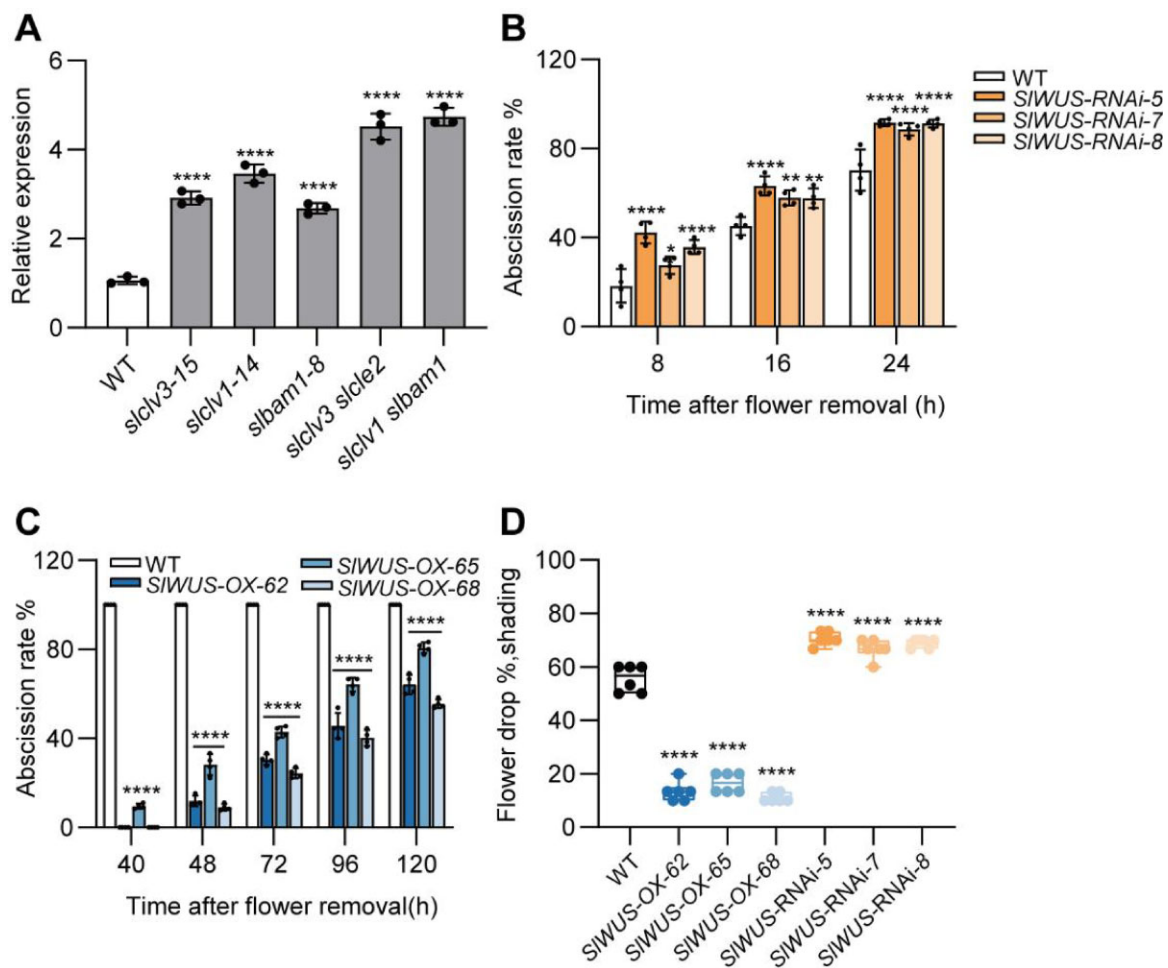 A
Relative expression
6
4
2
0
****
****
****
****
****
WT
slclv3-15
slclv1-14
slbam1-8
slclv3 slcle2
slclv1 slbam1
B
Abscission rate %
120
80
40
0
****
*
****
****
**
**
****
****
****
8
16
24
Time after flower removal (h)
WT
SlWUS-RNAi-5
SlWUS-RNAi-7
SlWUS-RNAi-8
C
Abscission rate %
120
80
40
0
WT
SlWUS-OX-62
SlWUS-OX-65
SlWUS-OX-68
****
****
****
****
****
40
48
72
96
120
Time after flower removal(h)
D
Flower drop %,shading
100
80
60
40
20
0
****
****
****
****
****
****
WT
SlWUS-OX-62
SlWUS-OX-65
SlWUS-OX-68
SlWUS-RNAi-5
SlWUS-RNAi-7
SlWUS-RNAi-8